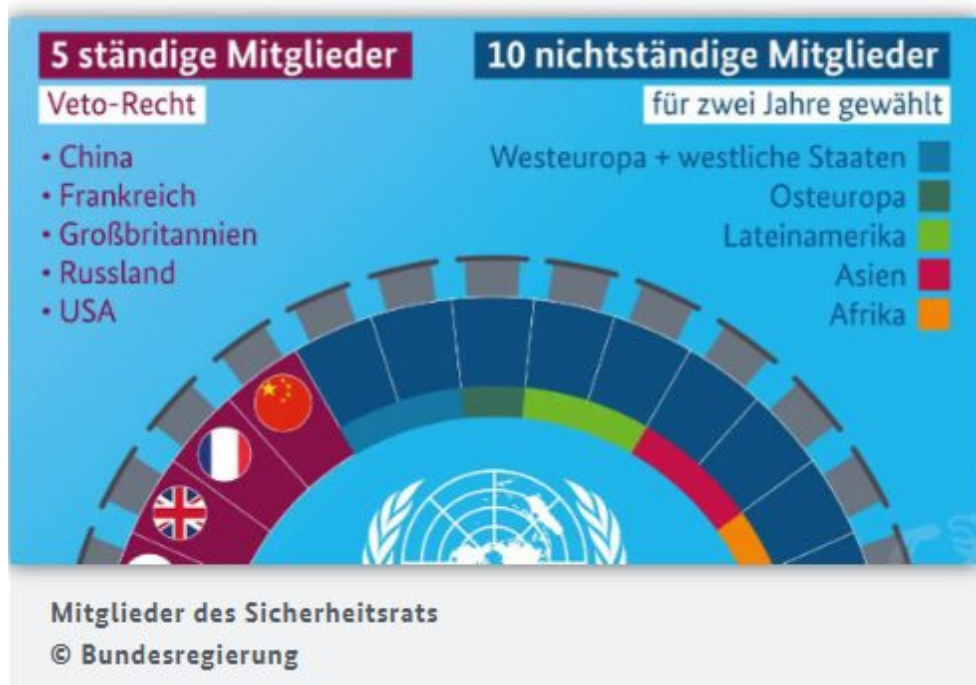 5 ständige Mitglieder
Veto-Recht
• China
• Frankreich
• Großbritannien
• Russland
• USA
10 nichtständige Mitglieder
für zwei Jahre gewählt
Westeuropa + westliche Staaten
Osteuropa
Lateinamerika
Asien
Afrika
Mitglieder des Sicherheitsrats
© Bundesregierung